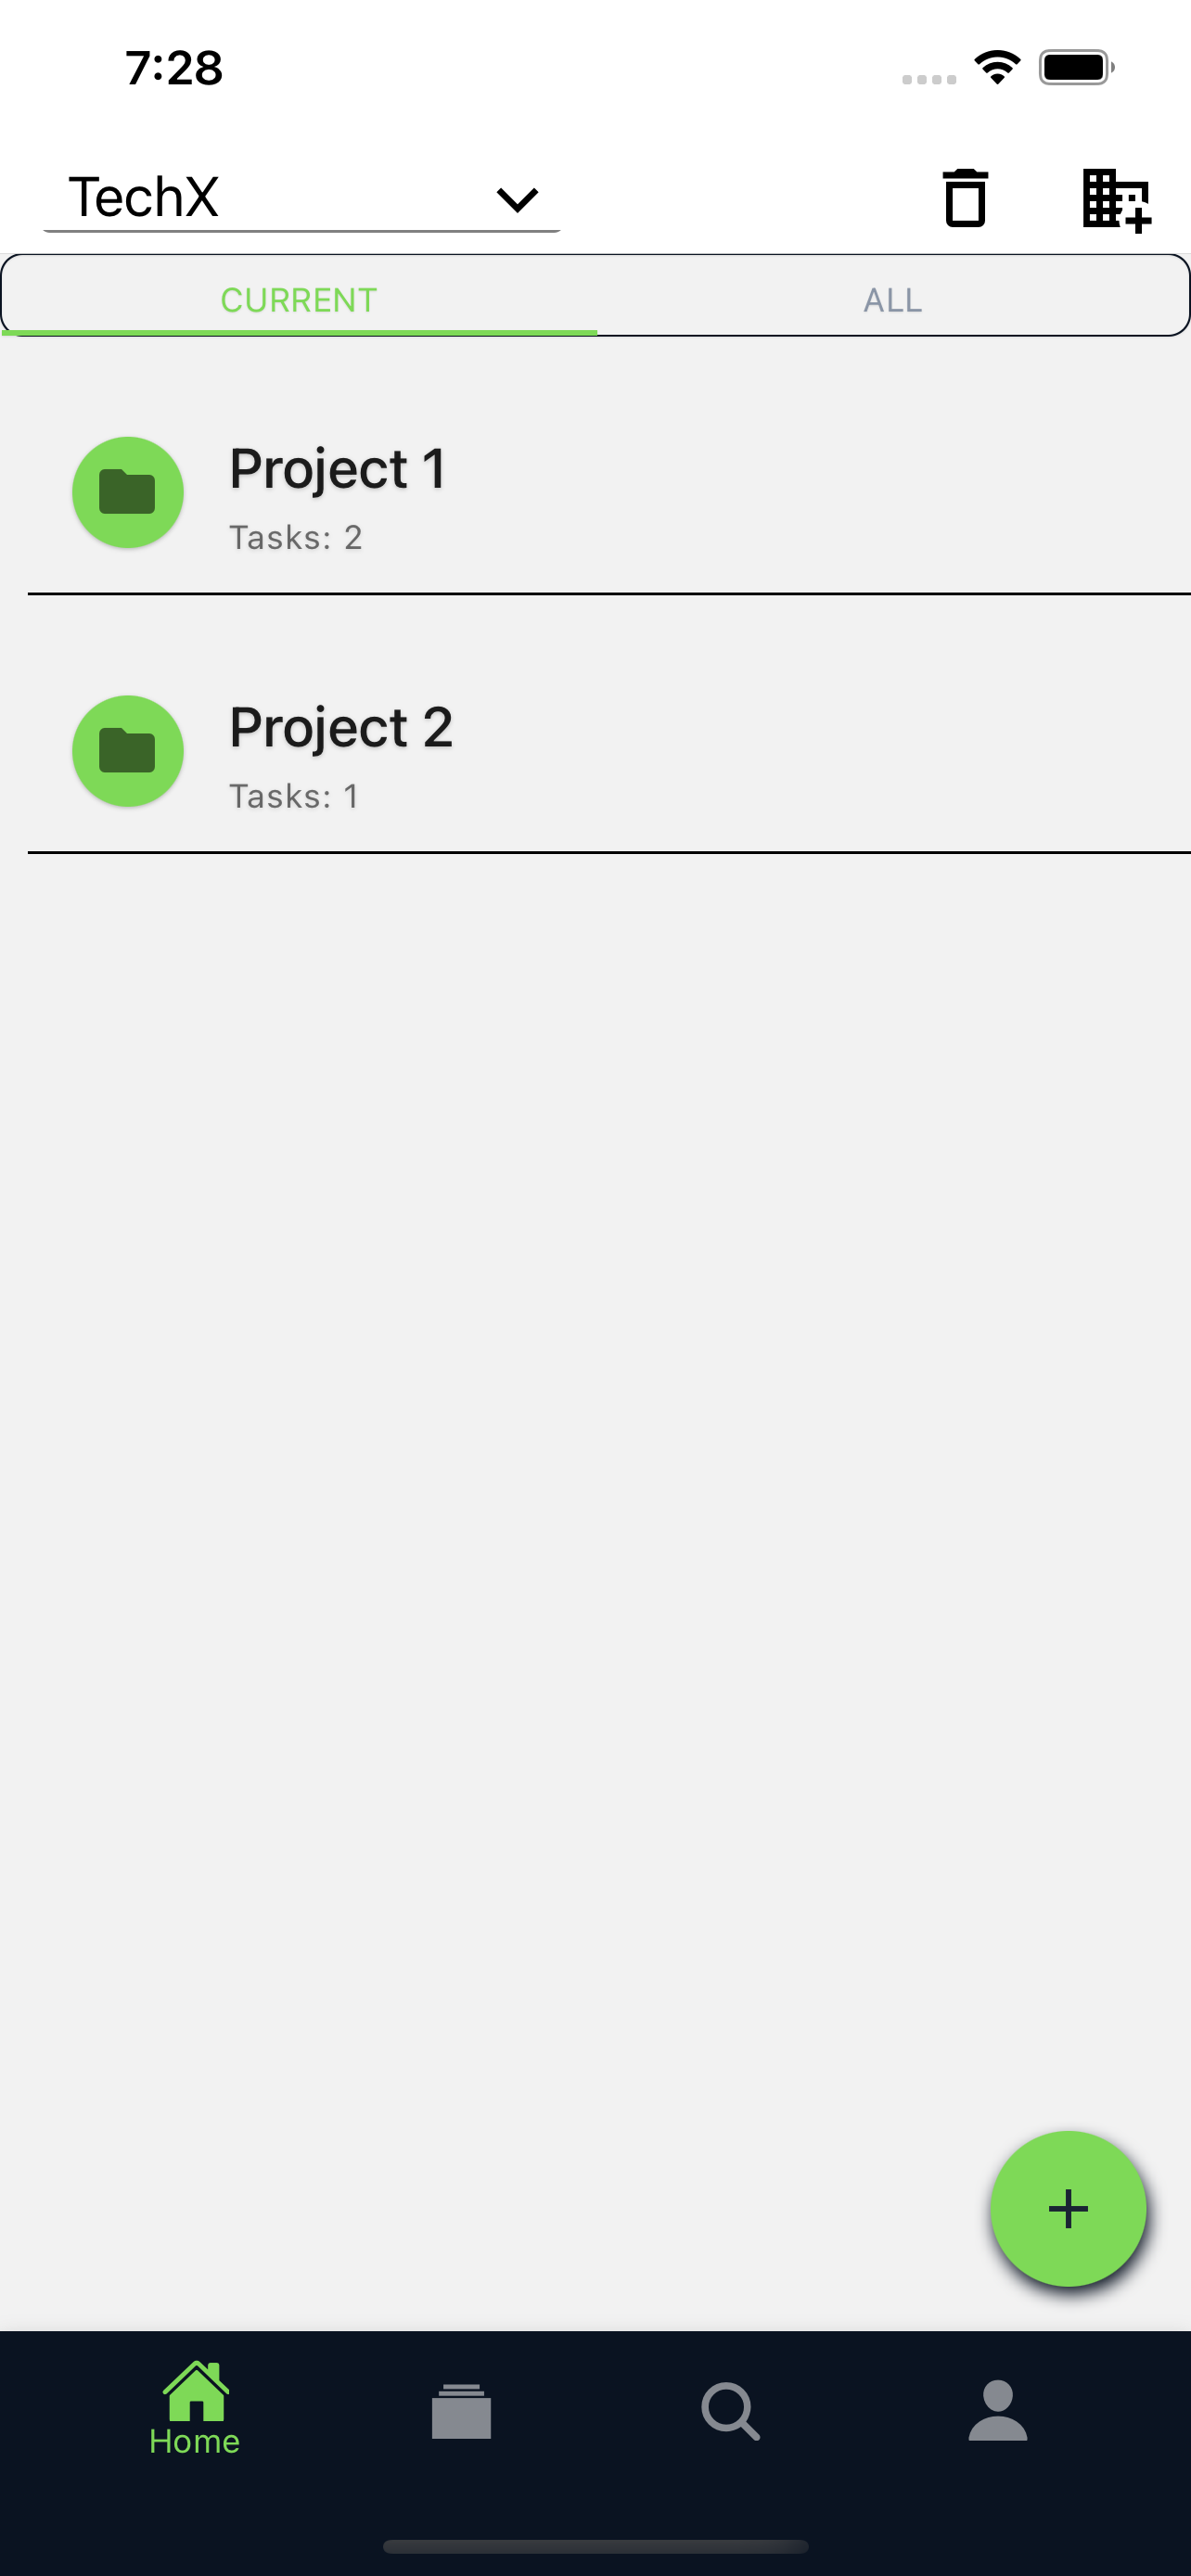 7:28
TechX
CURRENT
ALL
Project 1
Tasks: 2
Project 2
Tasks: 1
Home